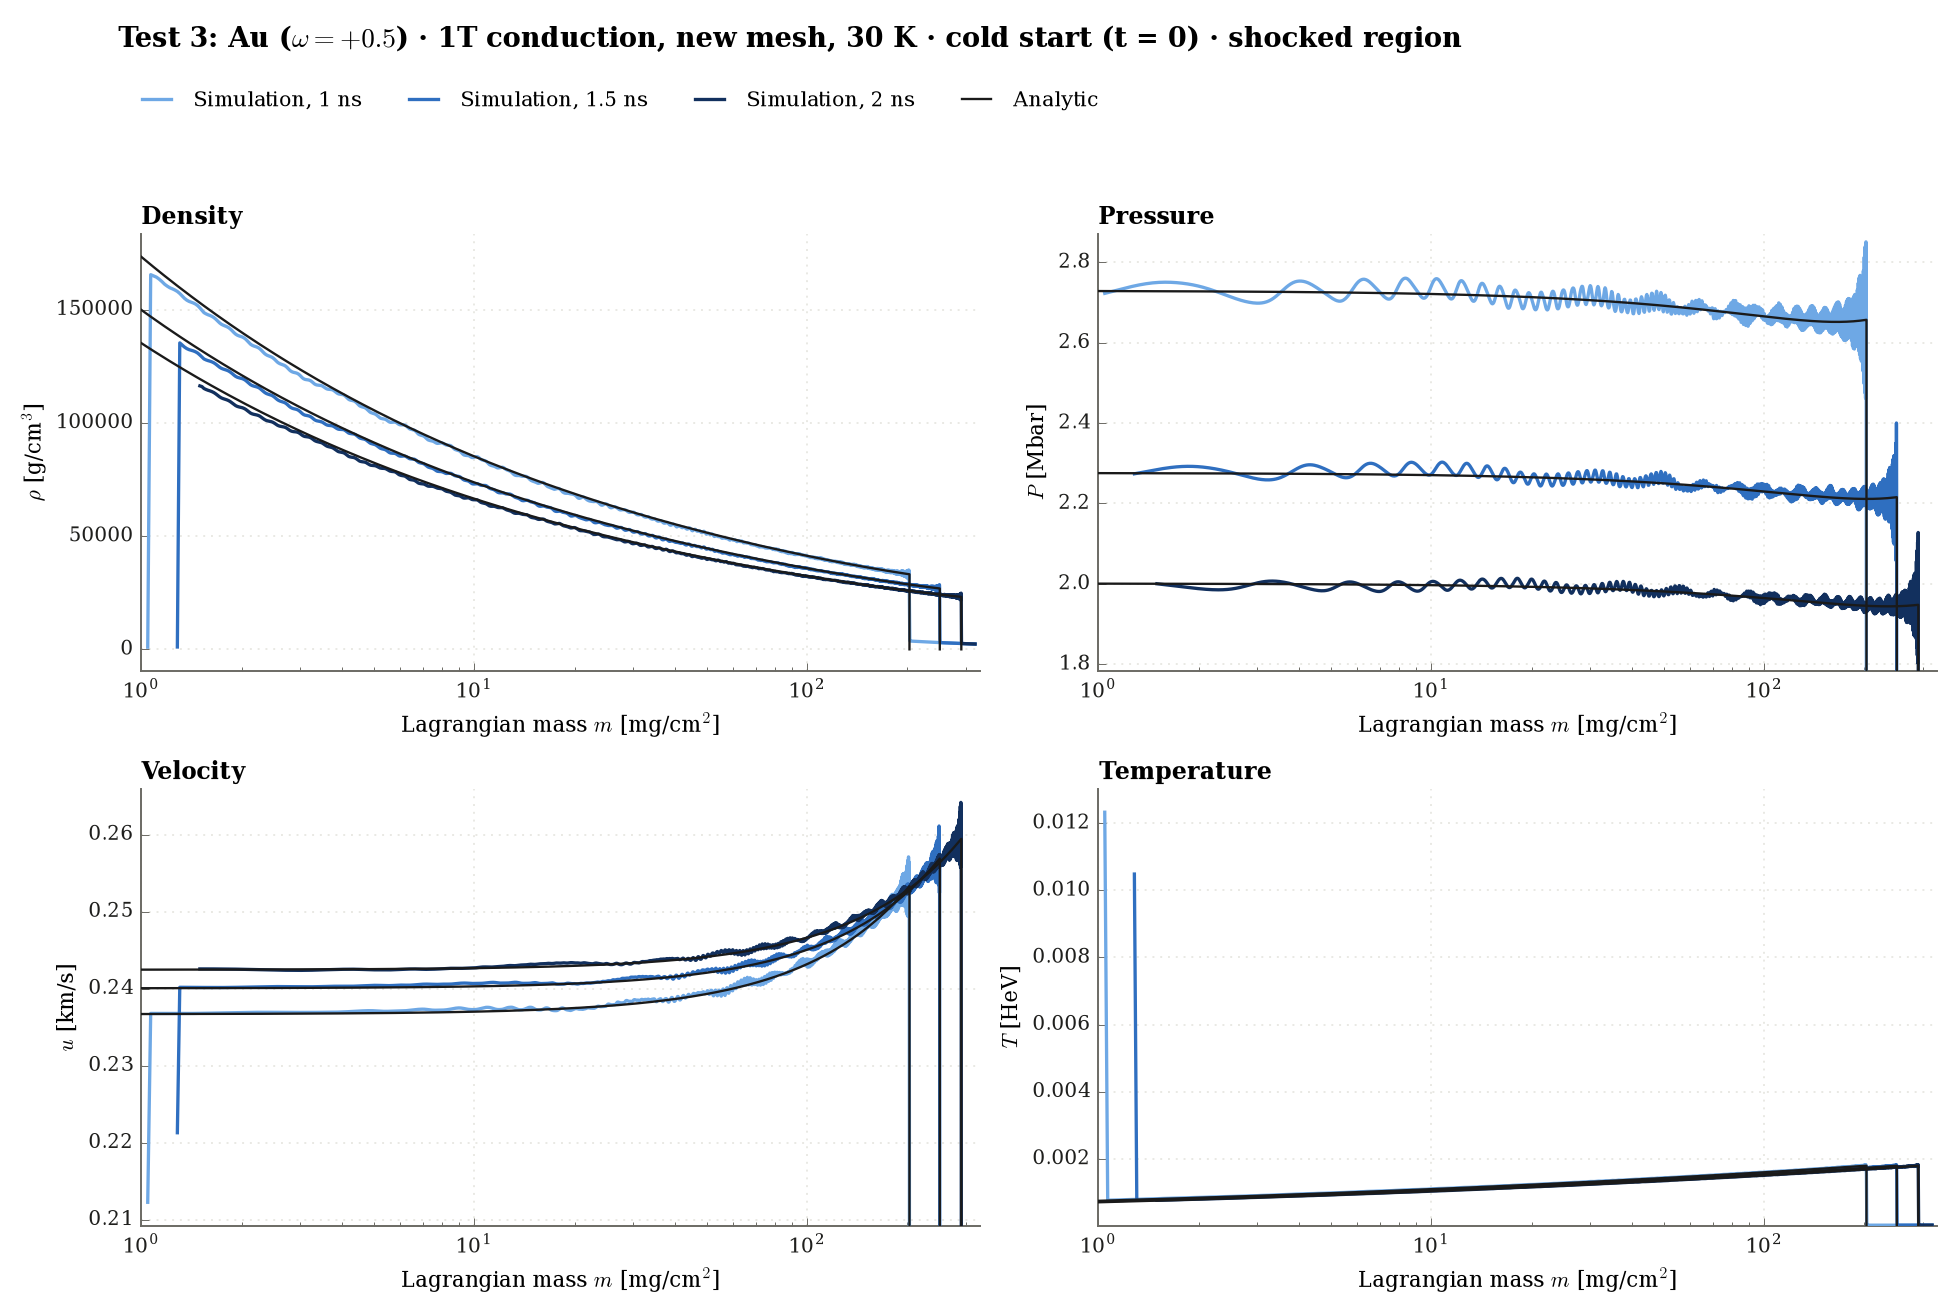 Test 3: Au (ω = +0.5) · 1T conduction, new mesh, 30 K · cold start (t = 0) · shocked region
Simulation, 1 ns
Simulation, 1.5 ns
Simulation, 2 ns
Analytic
Density
150000
100000
50000
0
ρ [g/cm³]
10⁰
10¹
10²
Lagrangian mass m [mg/cm²]
Pressure
2.8
2.6
2.4
2.2
2.0
1.8
P [Mbar]
10⁰
10¹
10²
Lagrangian mass m [mg/cm²]
Velocity
0.26
0.25
0.24
0.23
0.22
0.21
u [km/s]
10⁰
10¹
10²
Lagrangian mass m [mg/cm²]
Temperature
0.012
0.010
0.008
0.006
0.004
0.002
T [HeV]
10⁰
10¹
10²
Lagrangian mass m [mg/cm²]